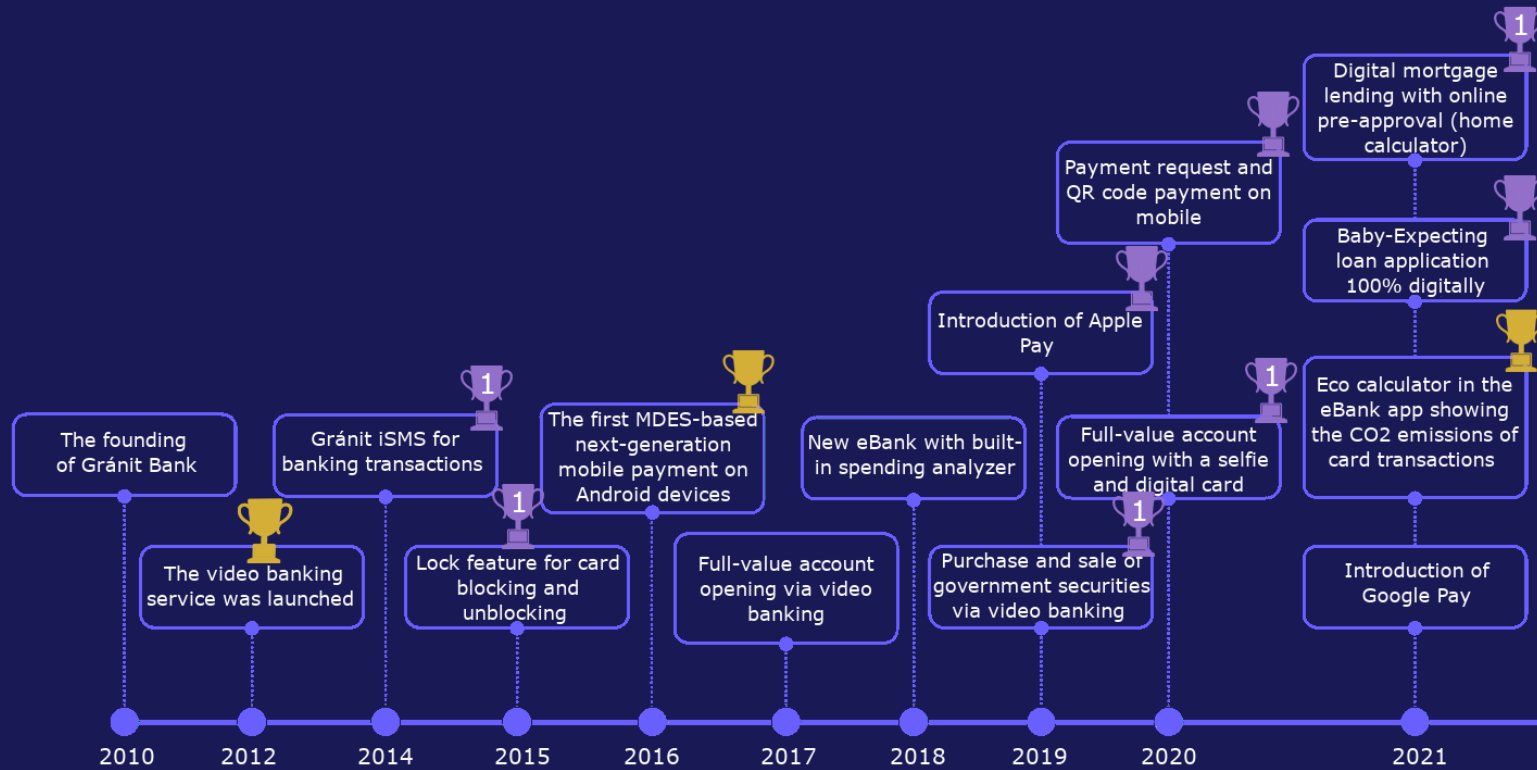 The founding
of Gránit Bank
The video banking
service was launched
1
Gránit iSMS for
banking transactions
1
Lock feature for card
blocking and
unblocking
The first MDES-based
next-generation
mobile payment on
Android devices
Full-value account
opening via video
banking
New eBank with built-
in spending analyzer
Introduction of Apple
Pay
1
Purchase and sale of
government securities
via video banking
Payment request and
QR code payment on
mobile
1
Full-value account
opening with a selfie
and digital card
1
Digital mortgage
lending with online
pre-approval (home
calculator)
Baby-Expecting
loan application
100% digitally
Eco calculator in the
eBank app showing
the CO2 emissions of
card transactions
Introduction of
Google Pay
2010
2012
2014
2015
2016
2017
2018
2019
2020
2021